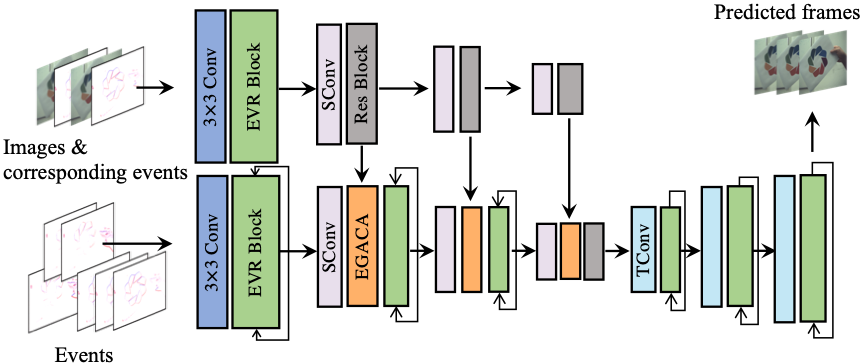 Predicted frames
3×3 Conv
EVR Block
SConv
Res Block
Images &
corresponding events
3×3 Conv
EVR Block
SConv
EGACA
TConv
Events